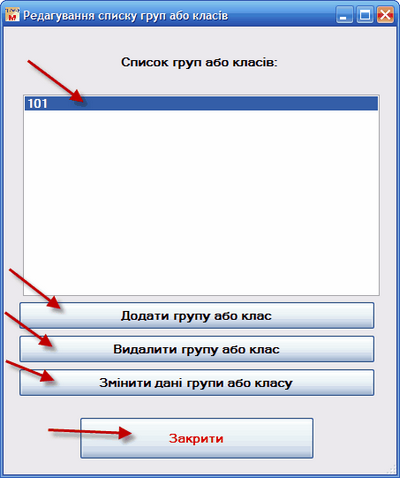 Редагування списку груп або класів
Список груп або класів:
101
Додати групу або клас
Видалити групу або клас
Змінити дані групи або класу
Закрити